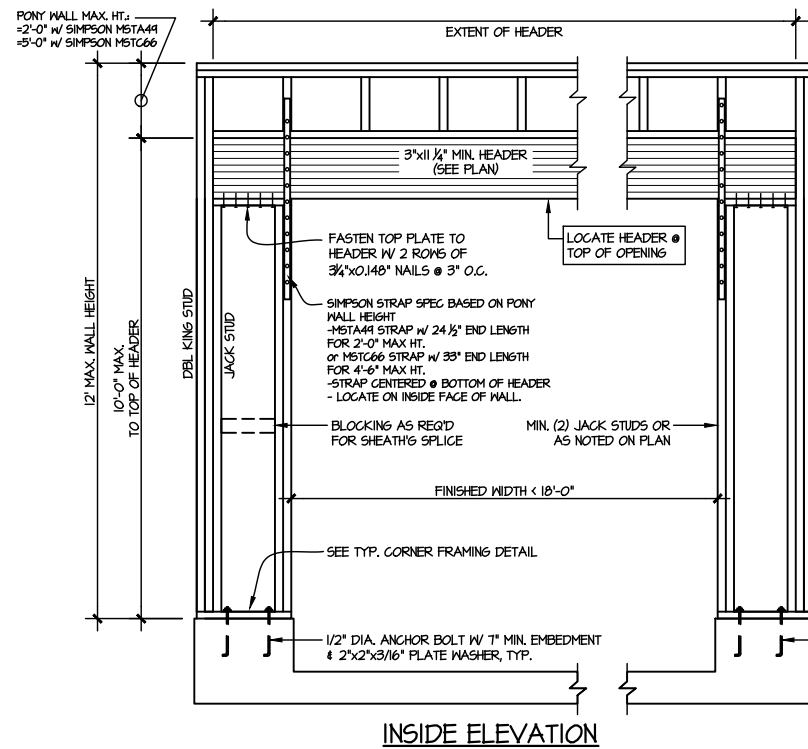 PONY WALL MAX. HT.:
=2'-0" W/ SIMPSON MSTA49
=5'-0" W/ SIMPSON MSTC66
EXTENT OF HEADER
3"x11 1/4" MIN. HEADER
(SEE PLAN)
FASTEN TOP PLATE TO
HEADER W/ 2 ROWS OF
3 1/4"x0.148" NAILS @ 3" O.C.
LOCATE HEADER @
TOP OF OPENING
SIMPSON STRAP SPEC BASED ON PONY
WALL HEIGHT
-MSTA49 STRAP w/ 24 1/2" END LENGTH
FOR 2'-0" MAX HT.
or MSTC66 STRAP w/ 33" END LENGTH
FOR 4'-6" MAX HT.
-STRAP CENTERED @ BOTTOM OF HEADER
- LOCATE ON INSIDE FACE OF WALL.
12' MAX. WALL HEIGHT
10'-0" MAX.
TO TOP OF HEADER
DBL KING STUD
JACK STUD
BLOCKING AS REQ'D
FOR SHEATH'G SPLICE
MIN. (2) JACK STUDS OR
AS NOTED ON PLAN
FINISHED WIDTH < 18'-0"
SEE TYP. CORNER FRAMING DETAIL
1/2" DIA. ANCHOR BOLT W/ 7" MIN. EMBEDMENT
& 2"x2"x3/16" PLATE WASHER, TYP.
INSIDE ELEVATION